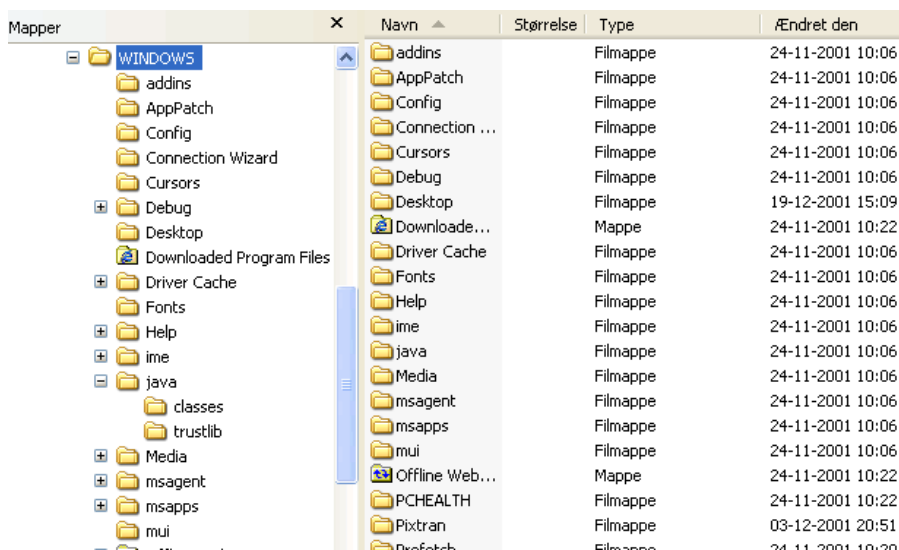 Mapper
WINDOWS
addins
AppPatch
Config
Connection Wizard
Cursors
Debug
Desktop
Downloaded Program Files
Driver Cache
Fonts
Help
ime
java
classes
trustlib
Media
msagent
msapps
mui
Navn Størrelse Type Ændret den
addins Filmappe 24-11-2001 10:06
AppPatch Filmappe 24-11-2001 10:06
Config Filmappe 24-11-2001 10:06
Connection ... Filmappe 24-11-2001 10:06
Cursors Filmappe 24-11-2001 10:06
Debug Filmappe 24-11-2001 10:06
Desktop Filmappe 19-12-2001 15:09
Downloade... Mappe 24-11-2001 10:22
Driver Cache Filmappe 24-11-2001 10:06
Fonts Filmappe 24-11-2001 10:06
Help Filmappe 24-11-2001 10:06
ime Filmappe 24-11-2001 10:06
java Filmappe 24-11-2001 10:06
Media Filmappe 24-11-2001 10:06
msagent Filmappe 24-11-2001 10:06
msapps Filmappe 24-11-2001 10:06
mui Filmappe 24-11-2001 10:06
Offline Web... Mappe 24-11-2001 10:22
PCHEALTH Filmappe 24-11-2001 10:22
Pixtran Filmappe 03-12-2001 20:51